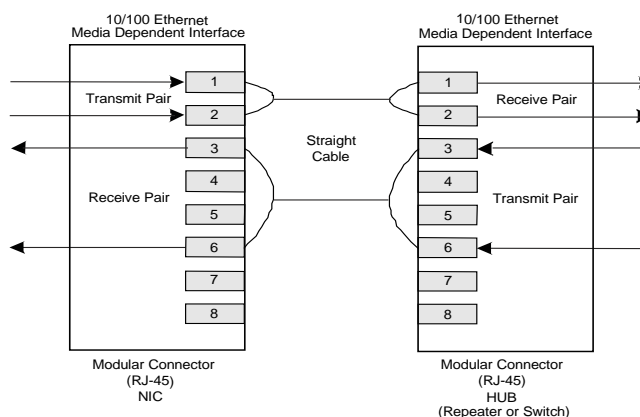 10/100 Ethernet
Media Dependent Interface
10/100 Ethernet
Media Dependent Interface
1
Transmit Pair
2
3
4
Receive Pair
5
6
7
8
Straight
Cable
1
Receive Pair
2
3
4
Transmit Pair
5
6
7
8
Modular Connector
(RJ-45)
NIC
Modular Connector
(RJ-45)
HUB
(Repeater or Switch)